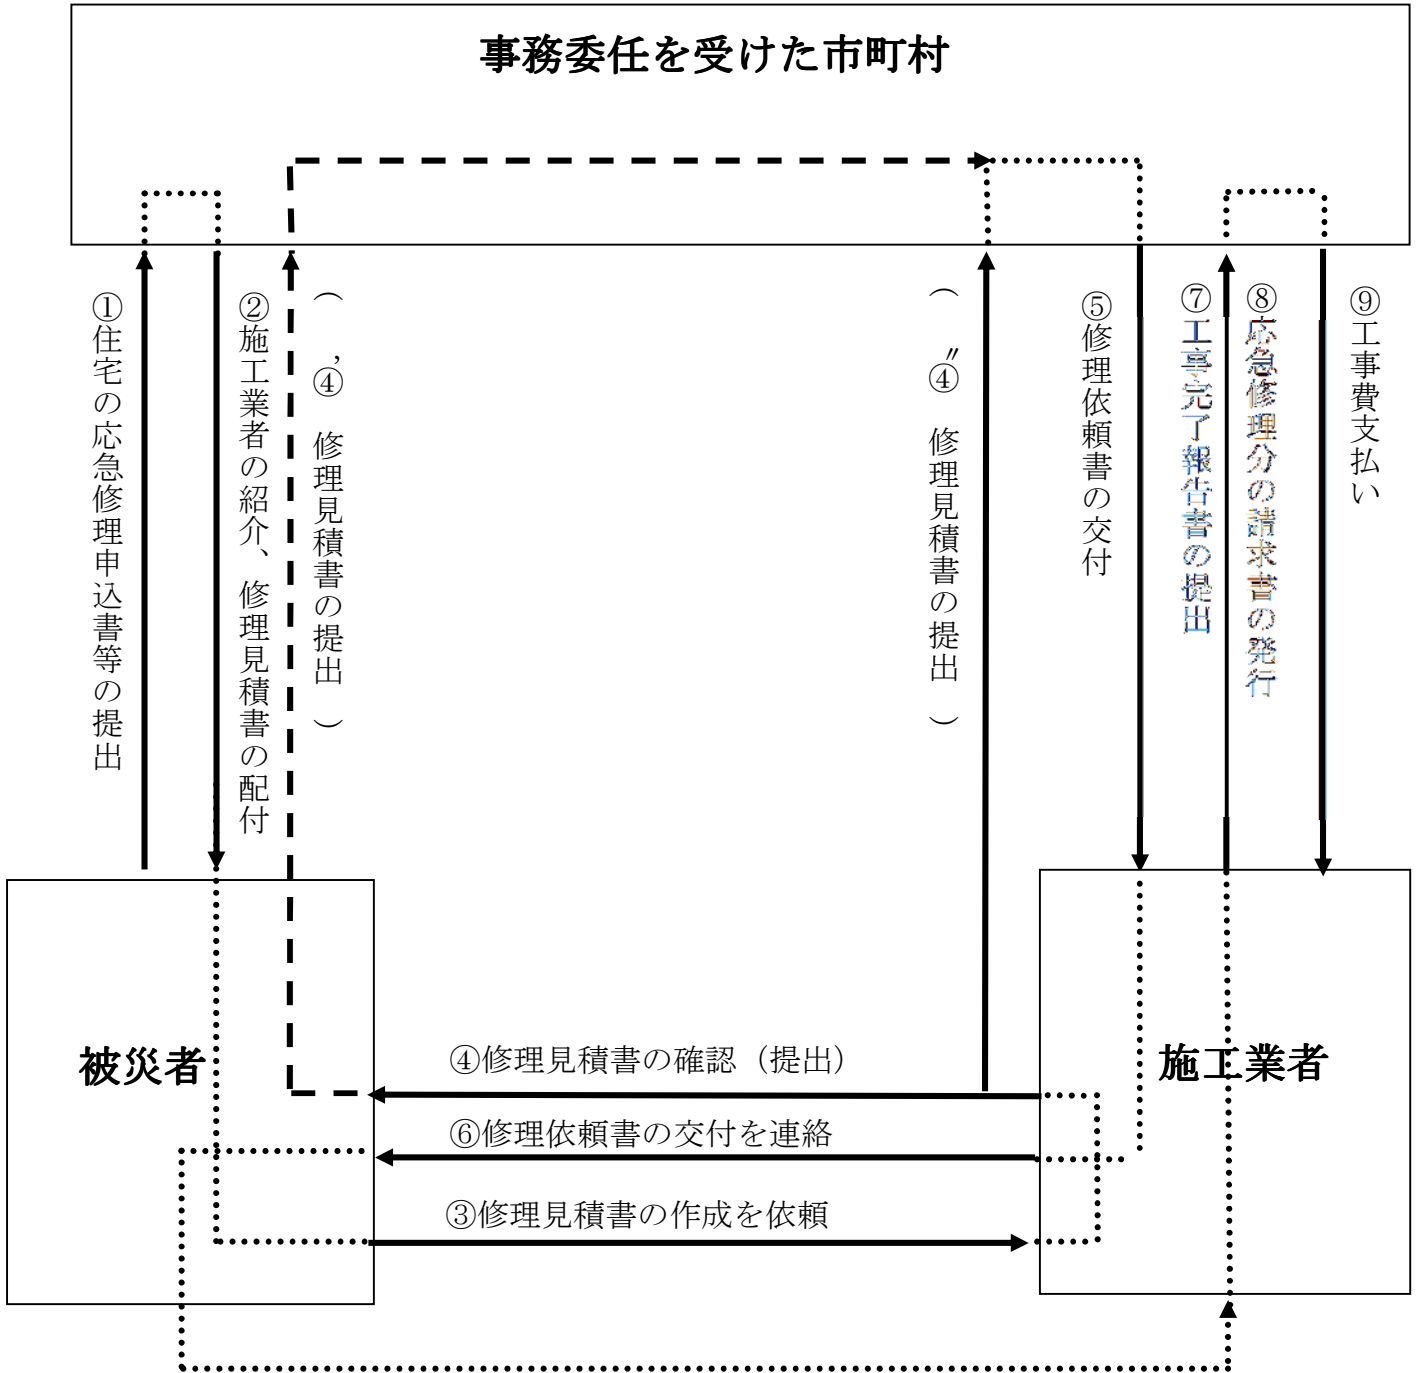 事務委任を受けた市町村
①住宅の応急修理申込書等の提出
②施工業者の紹介、修理見積書の配付
（④’修理見積書の提出）
（④”修理見積書の提出）
⑤修理依頼書の交付
⑦工事完了報告書の提出
⑧応急修理分の請求書の発行
⑨工事費支払い
被災者
④修理見積書の確認（提出）
⑥修理依頼書の交付を連絡
③修理見積書の作成を依頼
施工業者